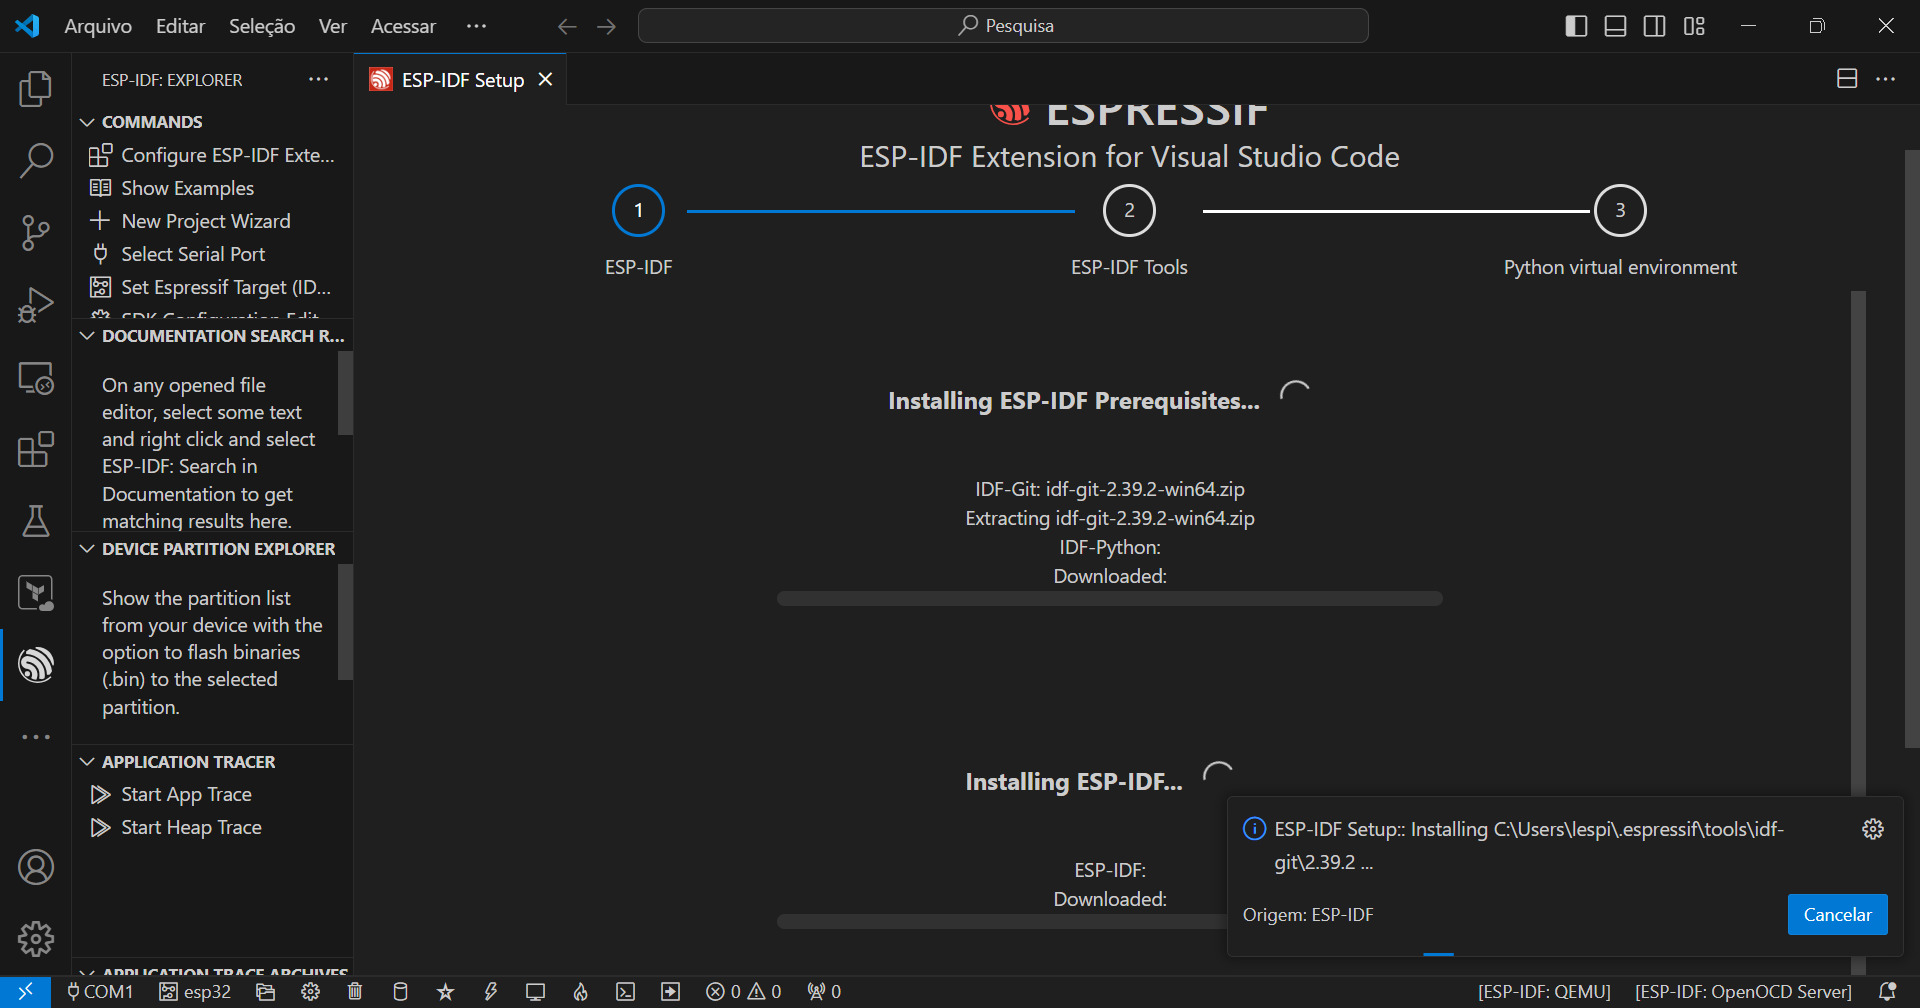 Arquivo Editar Seleção Ver Acessar ···
Pesquisa
ESP-IDF: EXPLORER ···
ESP-IDF Setup
COMMANDS
Configure ESP-IDF Exte...
Show Examples
New Project Wizard
Select Serial Port
Set Espressif Target (ID...
SDK Configuration Edit
DOCUMENTATION SEARCH R...
On any opened file
editor, select some text
and right click and select
ESP-IDF: Search in
Documentation to get
matching results here.
DEVICE PARTITION EXPLORER
Show the partition list
from your device with the
option to flash binaries
(.bin) to the selected
partition.
APPLICATION TRACER
Start App Trace
Start Heap Trace
APPLICATION TRACE ARCHIVES
ESPRESSIF
ESP-IDF Extension for Visual Studio Code
1
2
3
ESP-IDF
ESP-IDF Tools
Python virtual environment
Installing ESP-IDF Prerequisites...
IDF-Git: idf-git-2.39.2-win64.zip
Extracting idf-git-2.39.2-win64.zip
IDF-Python:
Downloaded:
Installing ESP-IDF...
ESP-IDF:
Downloaded:
ESP-IDF Setup:: Installing C:\Users\lespi\.espressif\tools\idf-
git\2.39.2 ...
Origem: ESP-IDF
Cancelar
COM1 esp32 0 0 0 [ESP-IDF: QEMU] [ESP-IDF: OpenOCD Server]